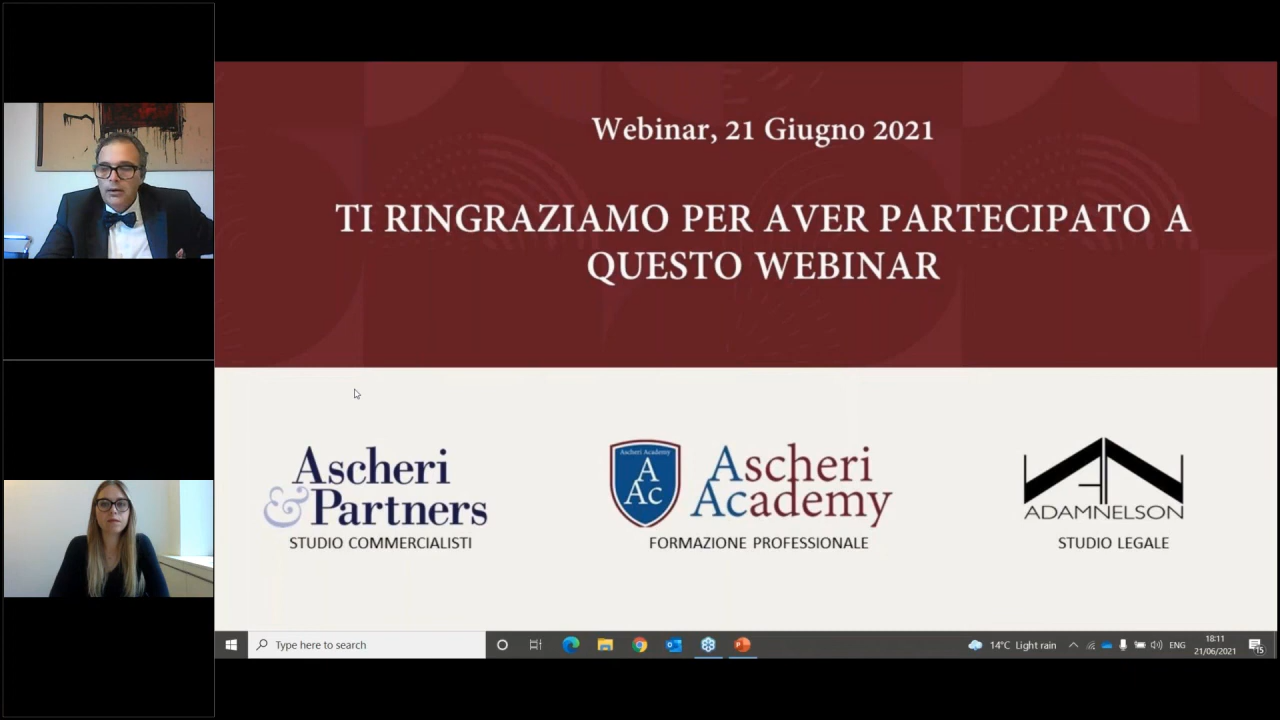 Webinar, 21 Giugno 2021
TI RINGRAZIAMO PER AVER PARTECIPATO A
QUESTO WEBINAR
Ascheri
& Partners
STUDIO COMMERCIALISTI
Ascheri Academy
A
Ac
Ascheri
Academy
FORMAZIONE PROFESSIONALE
AN
ADAMNELSON
STUDIO LEGALE
Type here to search
14°C Light rain
ENG
18:11
21/06/2021
15